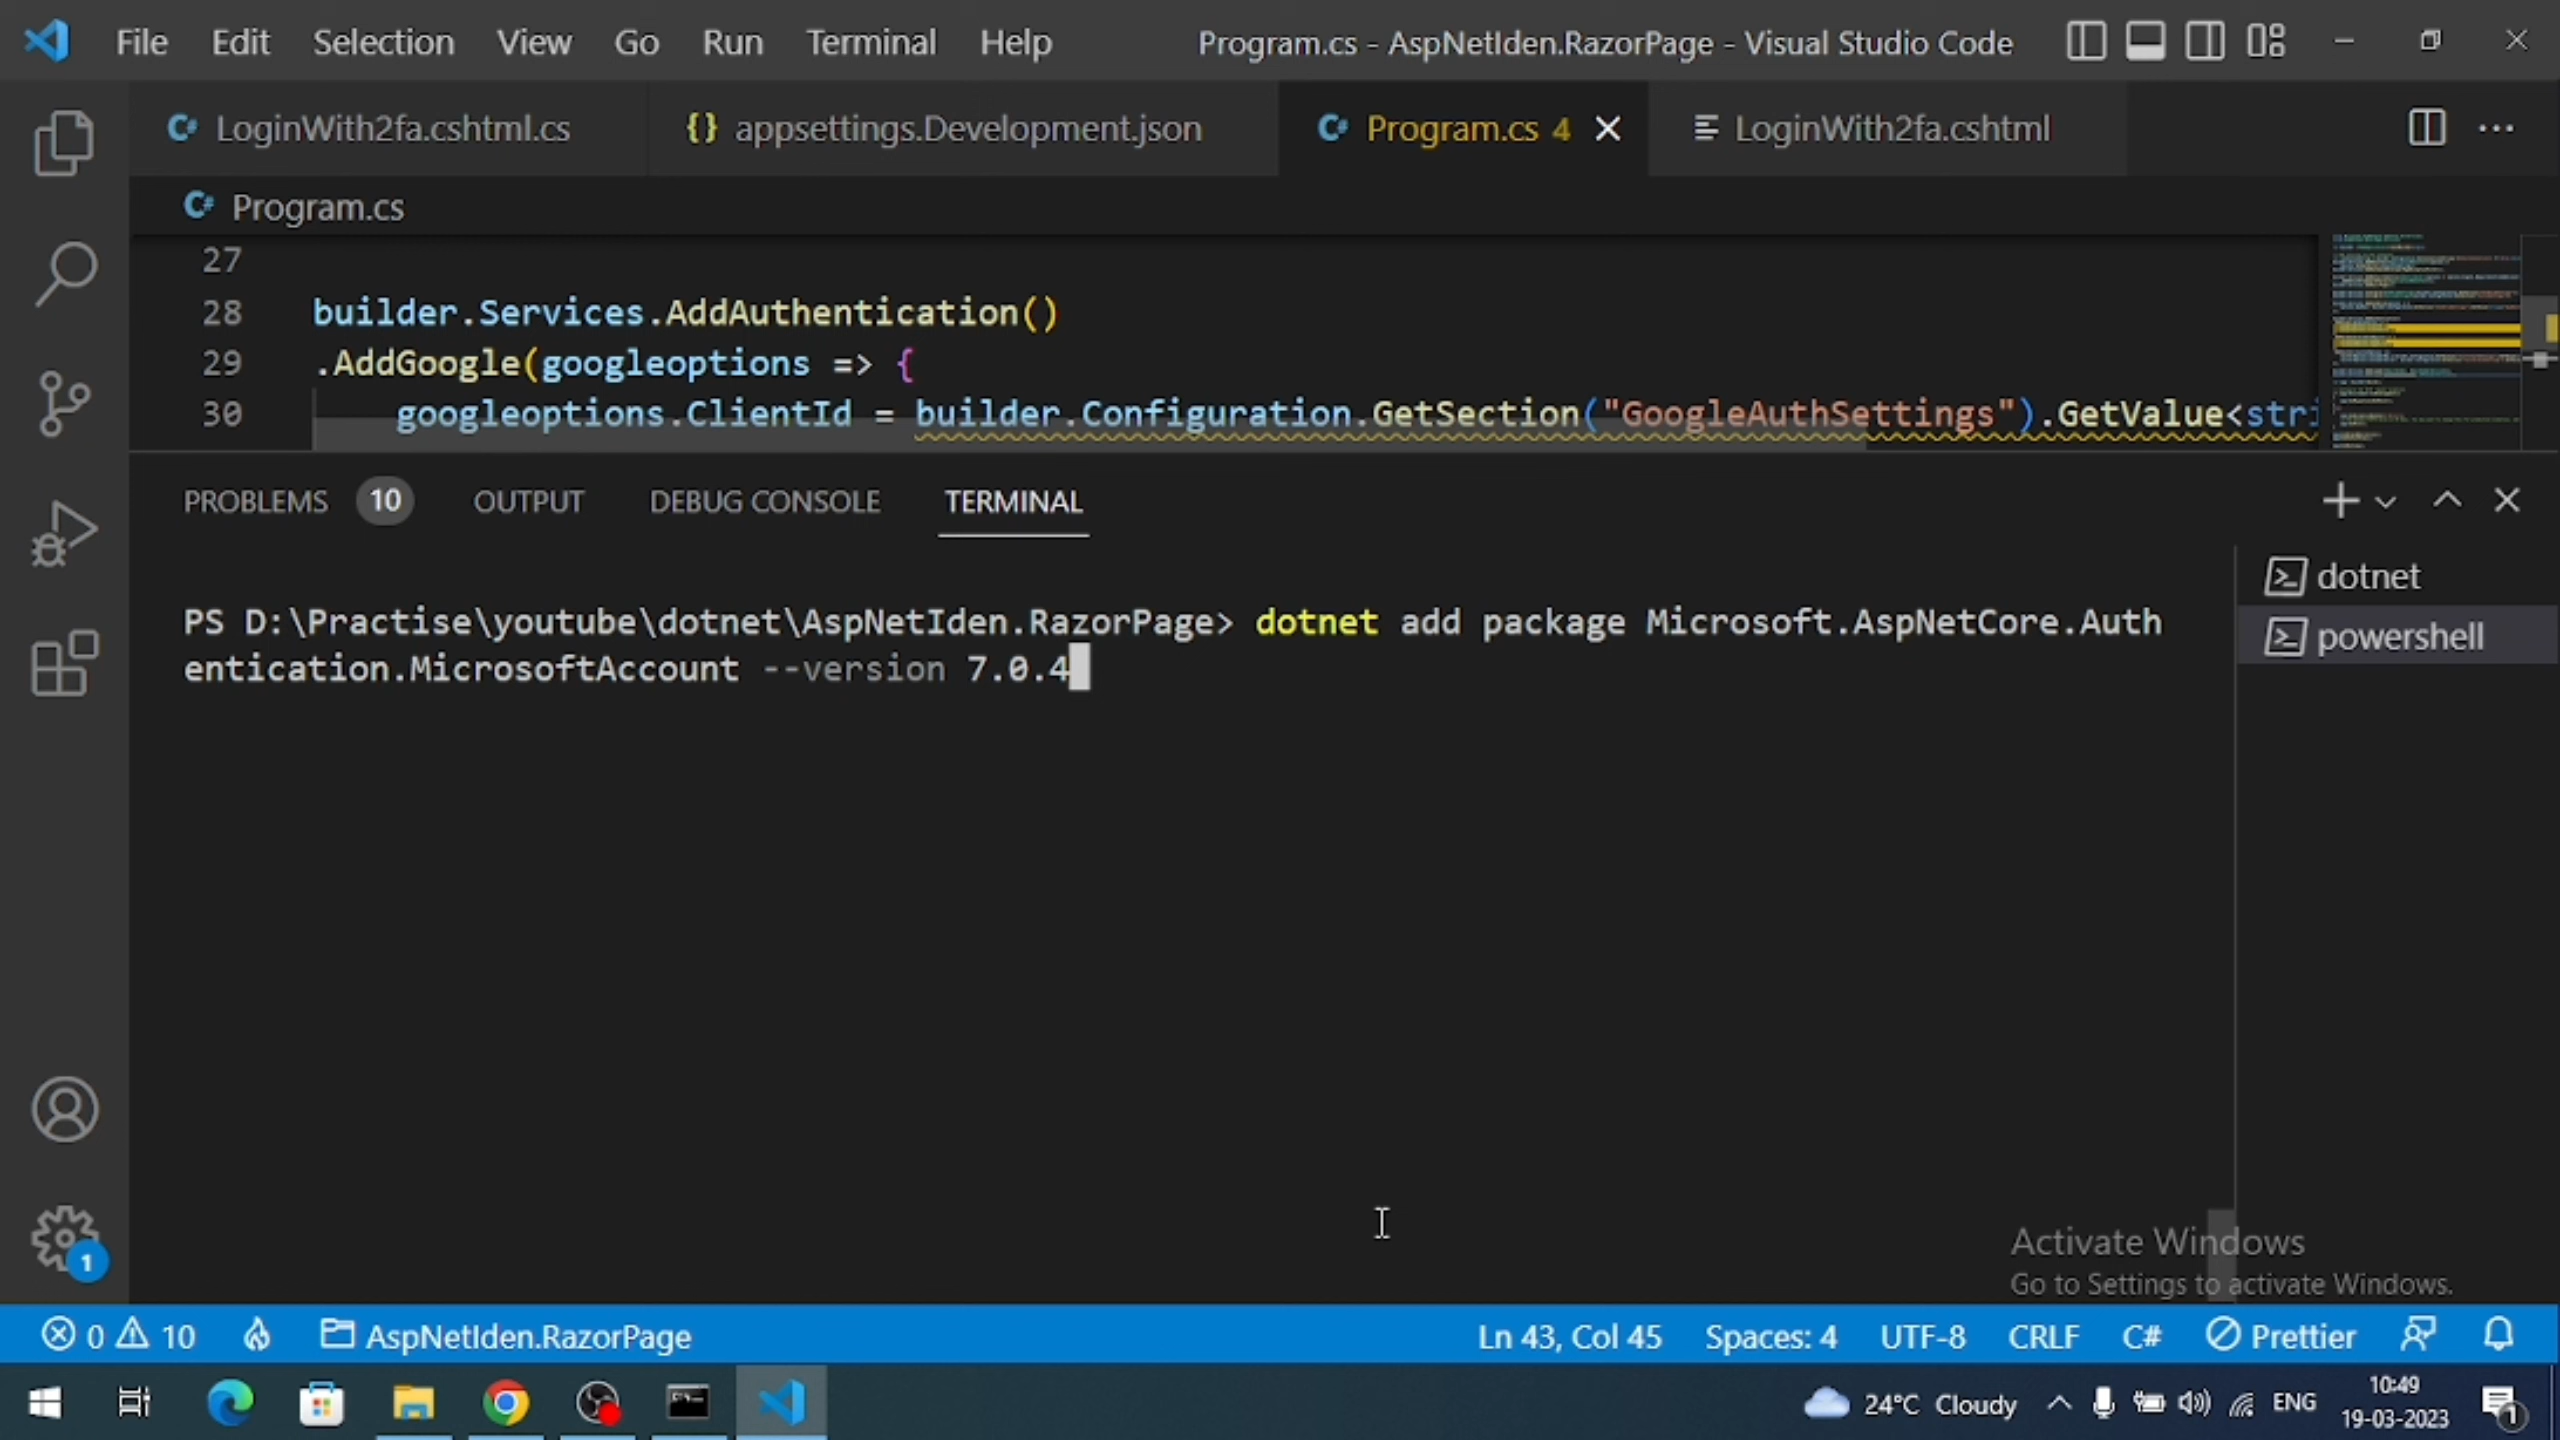 File Edit Selection View Go Run Terminal Help Program.cs - AspNetIden.RazorPage - Visual Studio Code
LoginWith2fa.cshtml.cs {} appsettings.Development.json Program.cs 4 LoginWith2fa.cshtml
Program.cs
27
28 builder.Services.AddAuthentication()
29 .AddGoogle(googleoptions => {
30 googleoptions.ClientId = builder.Configuration.GetSection("GoogleAuthSettings").GetValue<stri
PROBLEMS 10 OUTPUT DEBUG CONSOLE TERMINAL
dotnet
powershell
PS D:\Practise\youtube\dotnet\AspNetIden.RazorPage> dotnet add package Microsoft.AspNetCore.Auth
entication.MicrosoftAccount --version 7.0.4
1
Activate Windows
Go to Settings to activate Windows.
0 10 AspNetIden.RazorPage Ln 43, Col 45 Spaces: 4 UTF-8 CRLF C# Prettier
24°C Cloudy ENG 10:49
19-03-2023 1